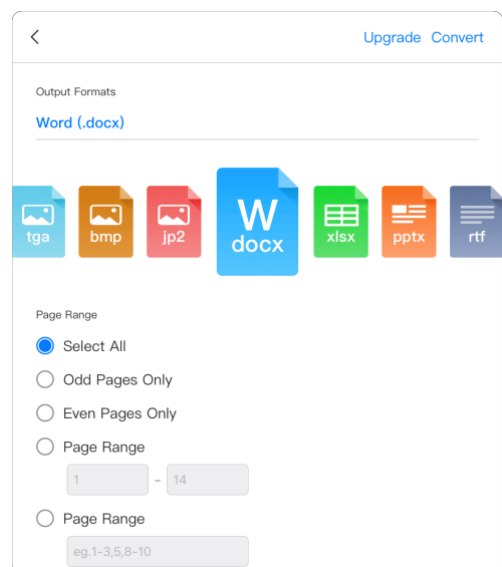 Upgrade Convert
Output Formats
Word (.docx)
tga bmp jp2 W docx xlsx pptx rtf
Page Range
Select All
Odd Pages Only
Even Pages Only
Page Range
1 - 14
Page Range
eg.1-3,5,8-10